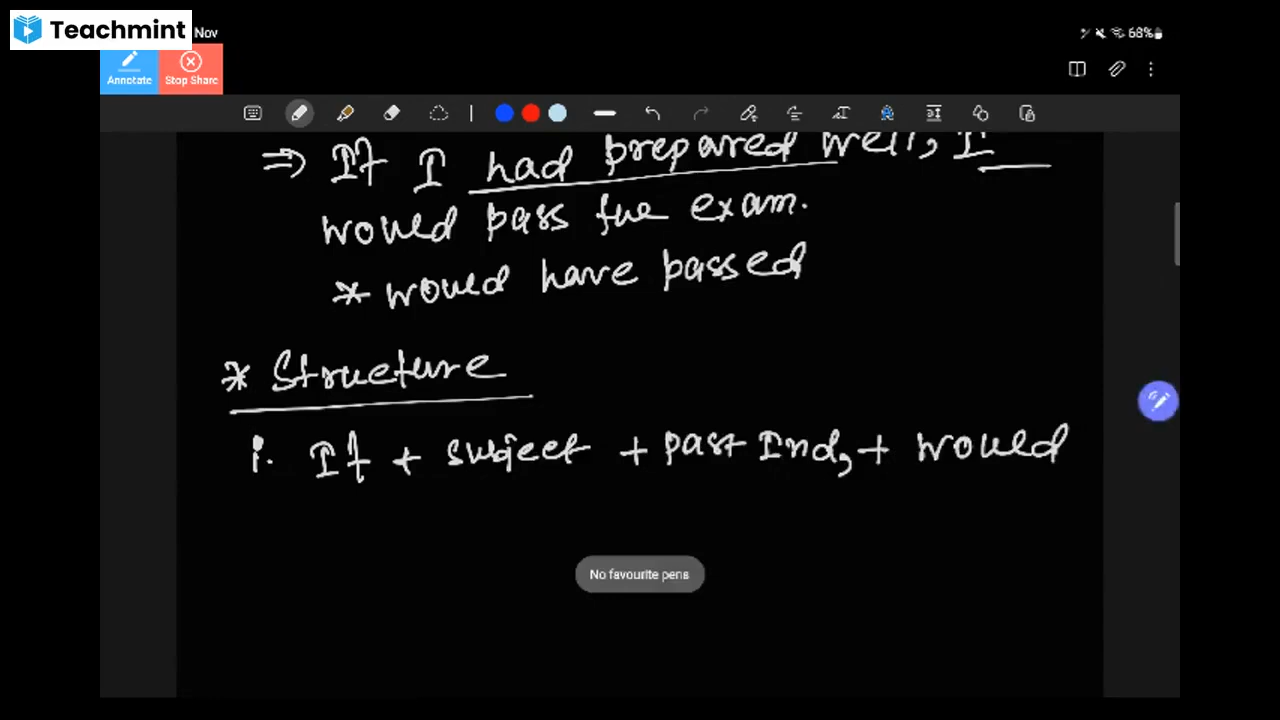 Teachmint
Nov
68%
Annotate
Stop Share
⇒ If I had prepared well, I
would pass the exam.
* would have passed
* Structure
i. If + subject + past Ind, + would
No favourite pens